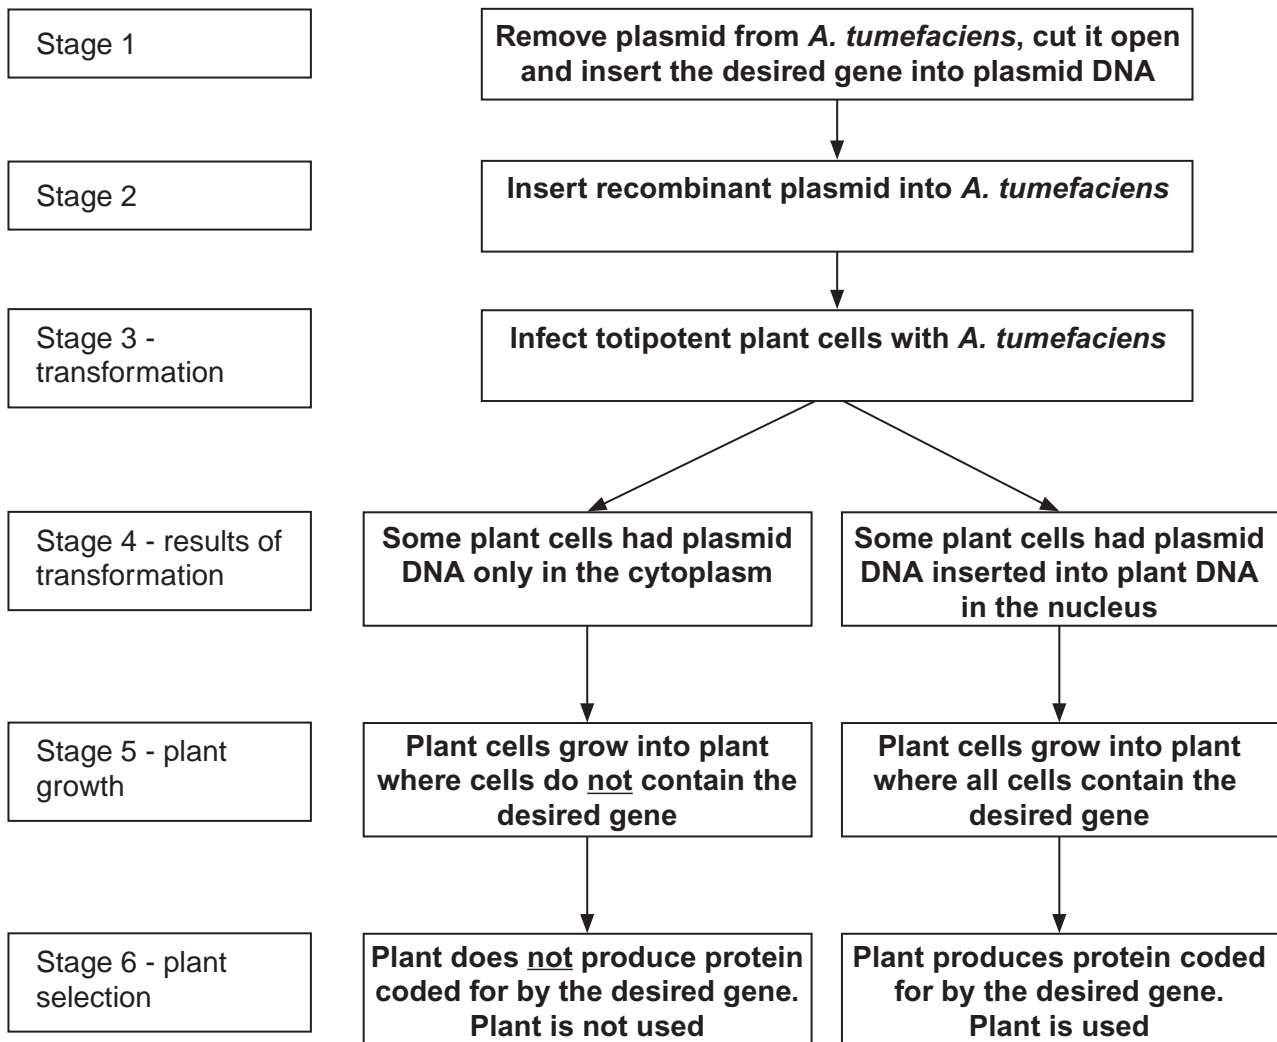 Stage 1
Remove plasmid from A. tumefaciens, cut it open
and insert the desired gene into plasmid DNA
Stage 2
Insert recombinant plasmid into A. tumefaciens
Stage 3 -
transformation
Infect totipotent plant cells with A. tumefaciens
Stage 4 - results of
transformation
Some plant cells had plasmid
DNA only in the cytoplasm
Some plant cells had plasmid
DNA inserted into plant DNA
in the nucleus
Stage 5 - plant
growth
Plant cells grow into plant
where cells do not contain the
desired gene
Plant cells grow into plant
where all cells contain the
desired gene
Stage 6 - plant
selection
Plant does not produce protein
coded for by the desired gene.
Plant is not used
Plant produces protein coded
for by the desired gene.
Plant is used